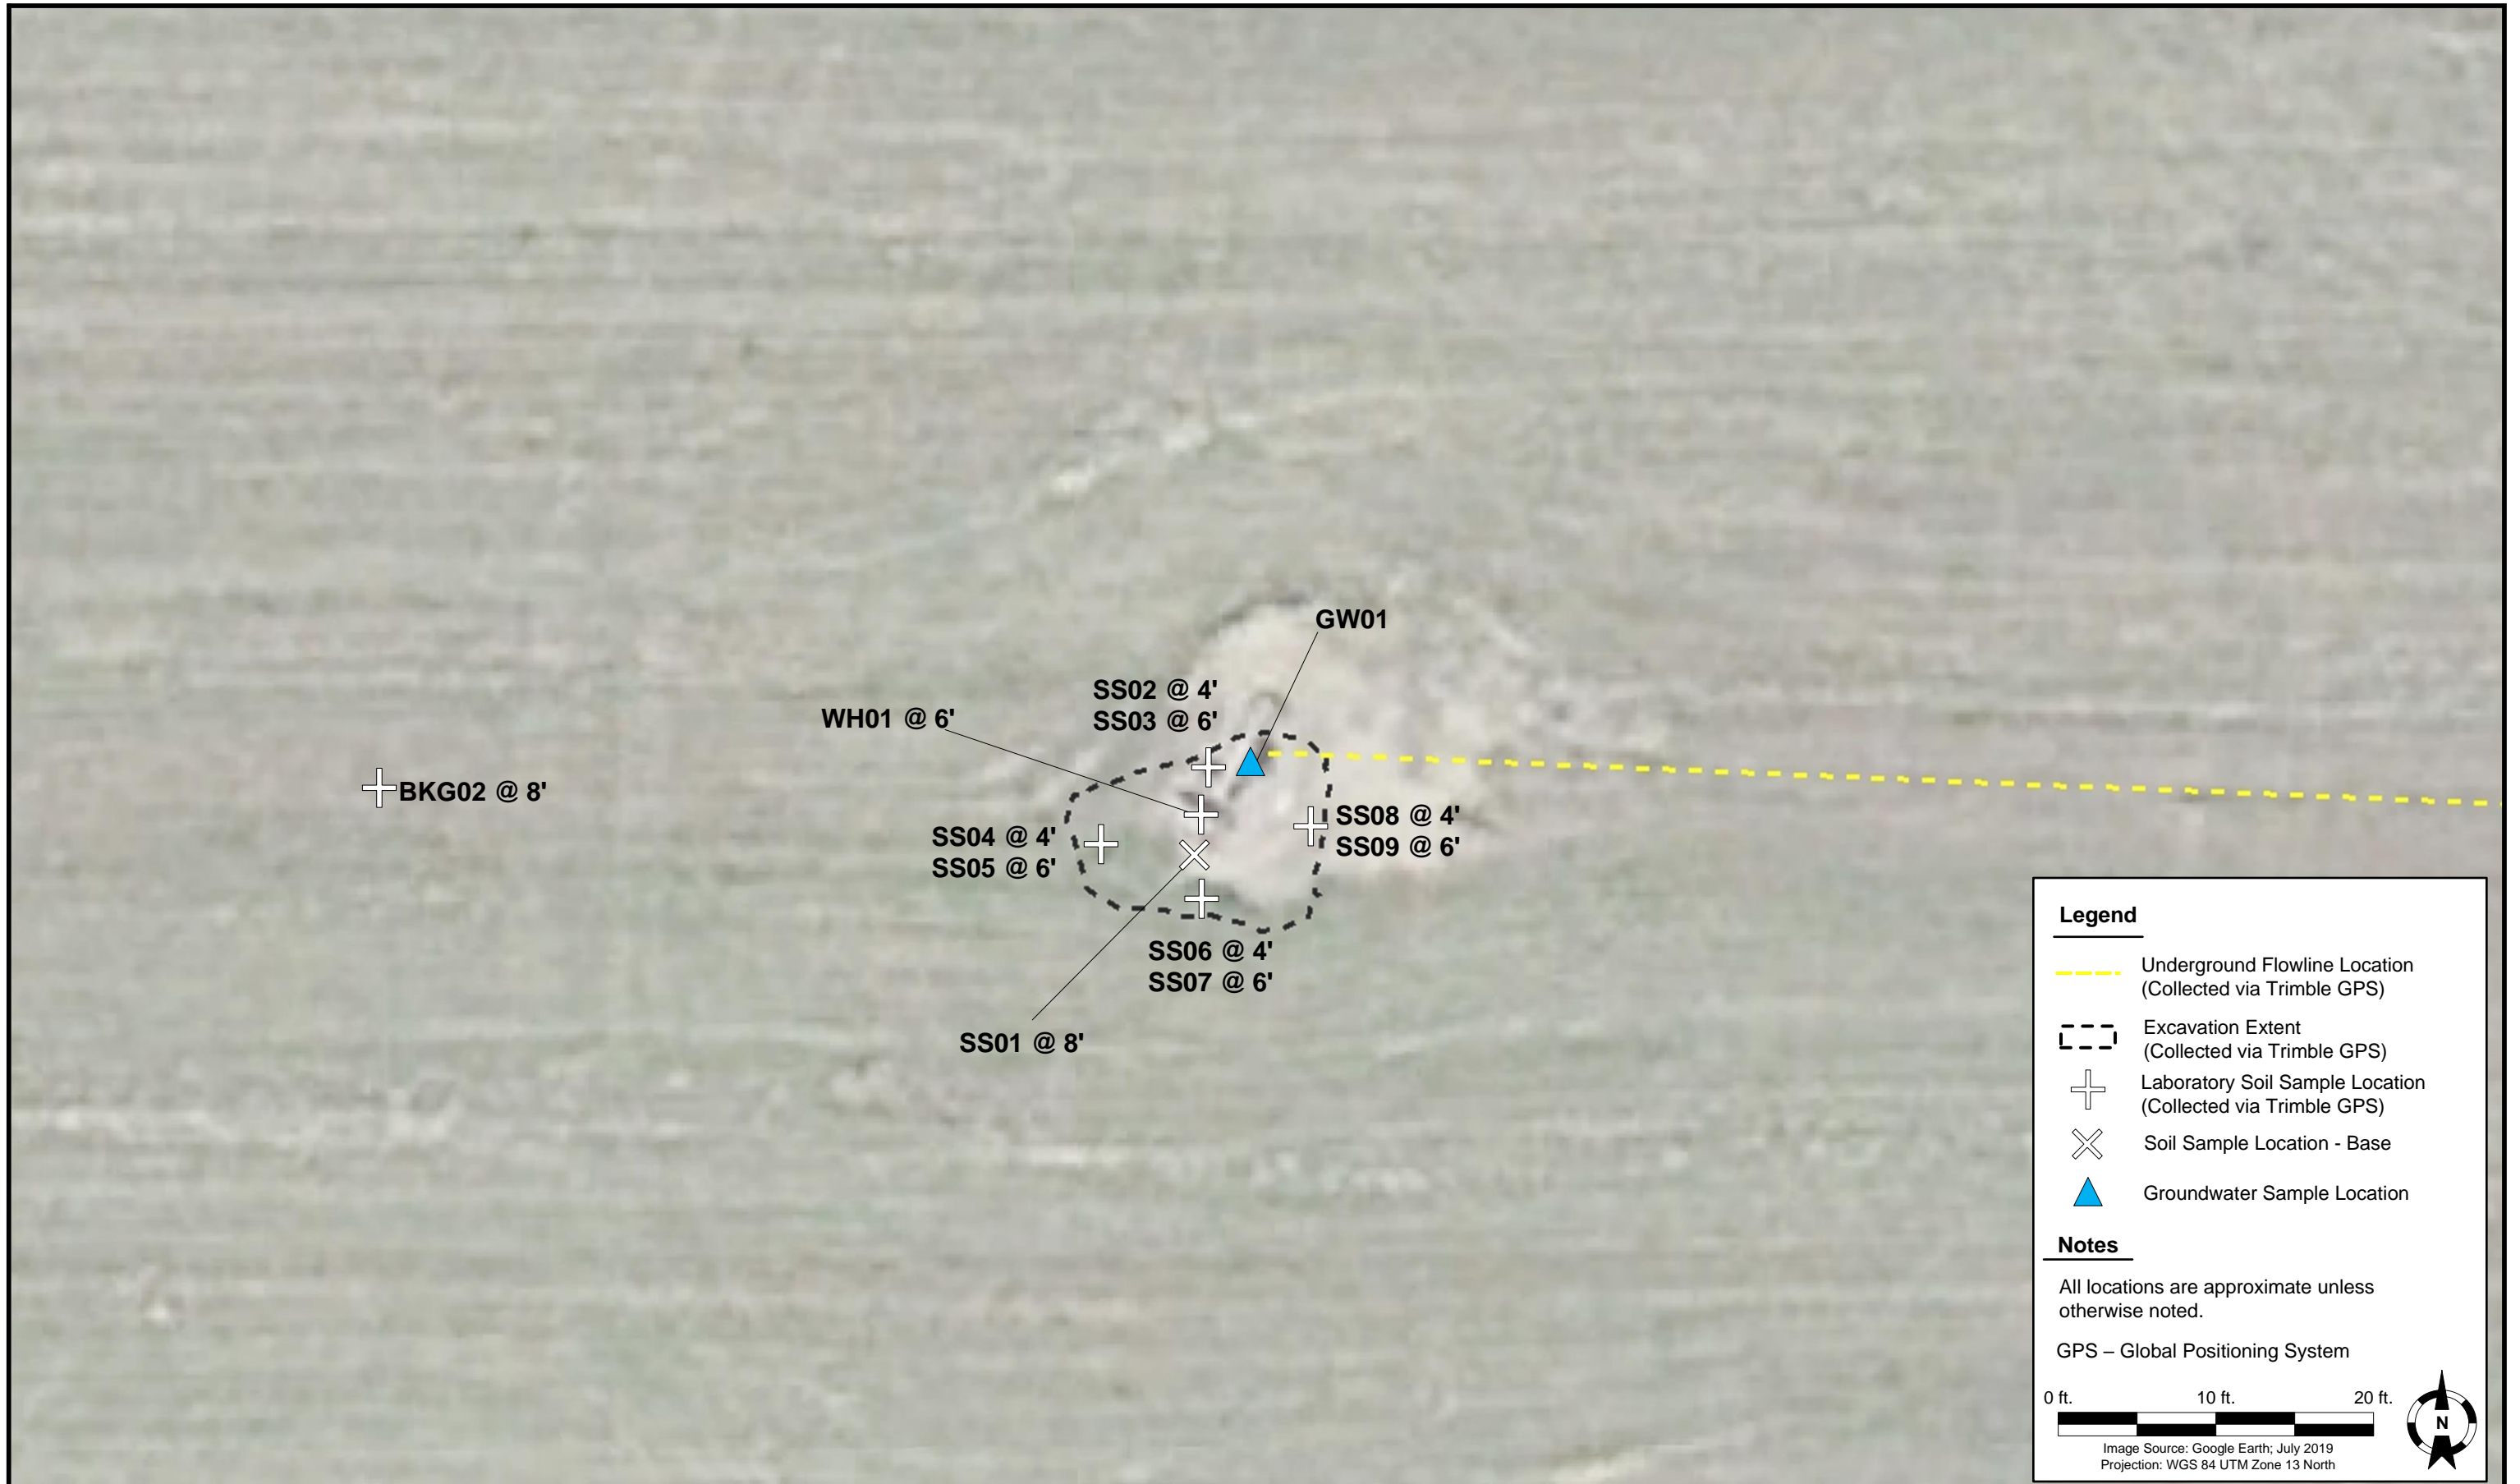 GW01
SS02 @ 4'
SS03 @ 6'
WH01 @ 6'
BKG02 @ 8'
SS04 @ 4'
SS05 @ 6'
SS08 @ 4'
SS09 @ 6'
SS06 @ 4'
SS07 @ 6'
SS01 @ 8'
Legend
Underground Flowline Location
(Collected via Trimble GPS)
Excavation Extent
(Collected via Trimble GPS)
Laboratory Soil Sample Location
(Collected via Trimble GPS)
Soil Sample Location - Base
Groundwater Sample Location
Notes
All locations are approximate unless
otherwise noted.
GPS – Global Positioning System
0 ft. 10 ft. 20 ft.
N
Image Source: Google Earth; July 2019
Projection: WGS 84 UTM Zone 13 North